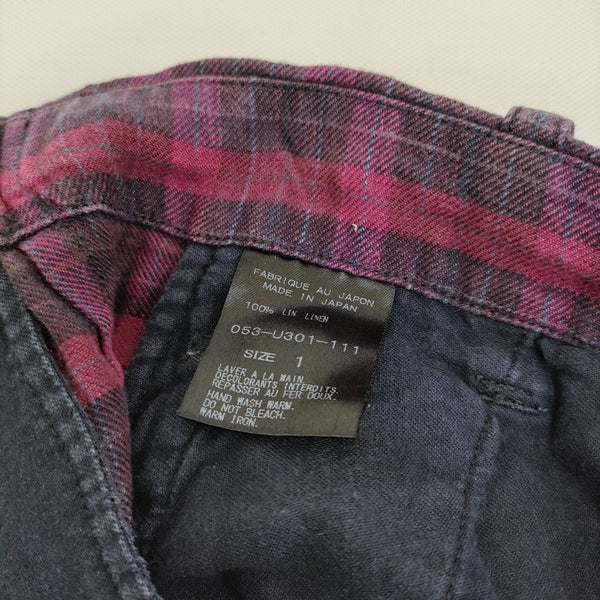 FABRIQUE AU JAPON
MADE IN JAPAN
100% LIN LINEN
053-U301-111
SIZE 1
LAVER A LA MAIN.
DECOLORANTS INTERDITS.
REPASSER AU FER DOUX.
HAND WASH WARM.
DO NOT BLEACH.
WARM IRON.